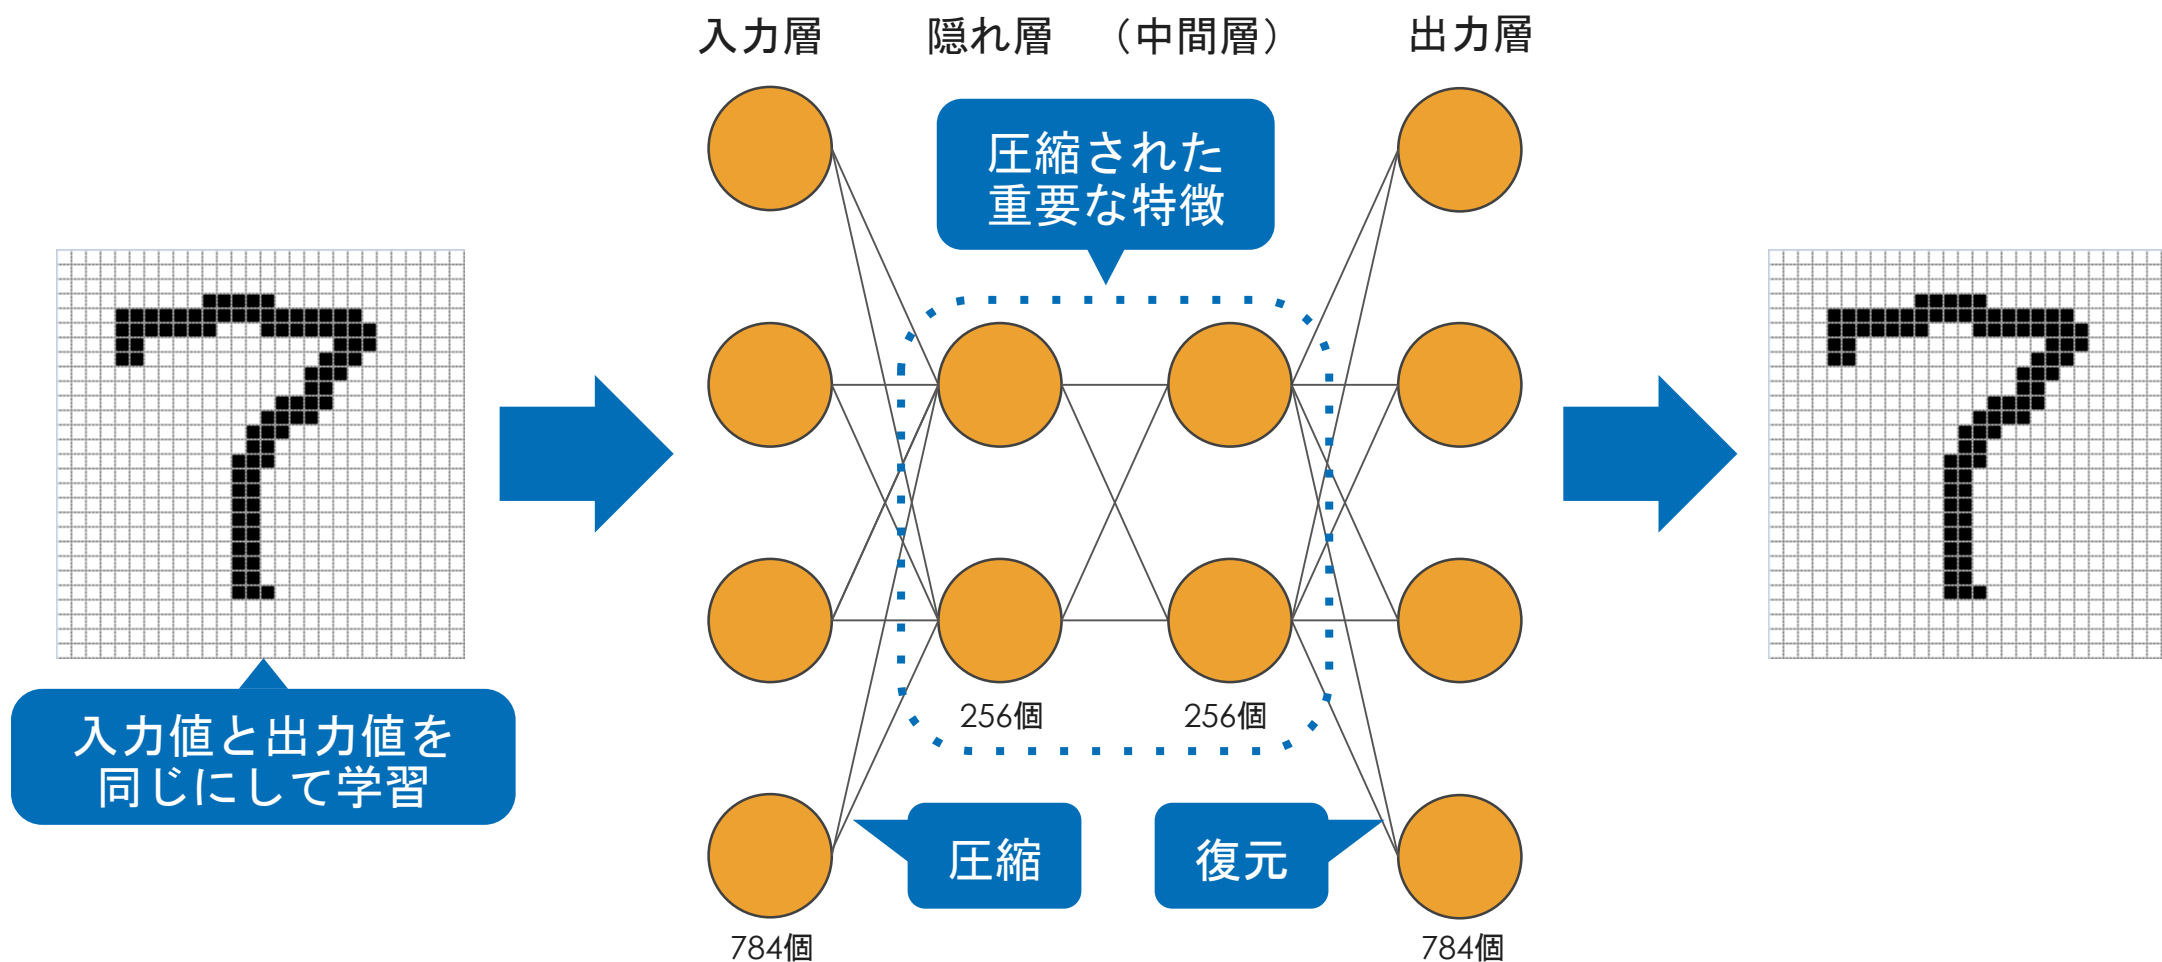 入力層
隠れ層 （中間層）
出力層
圧縮された
重要な特徴
入力値と出力値を
同じにして学習
256個
256個
圧縮
復元
784個
784個